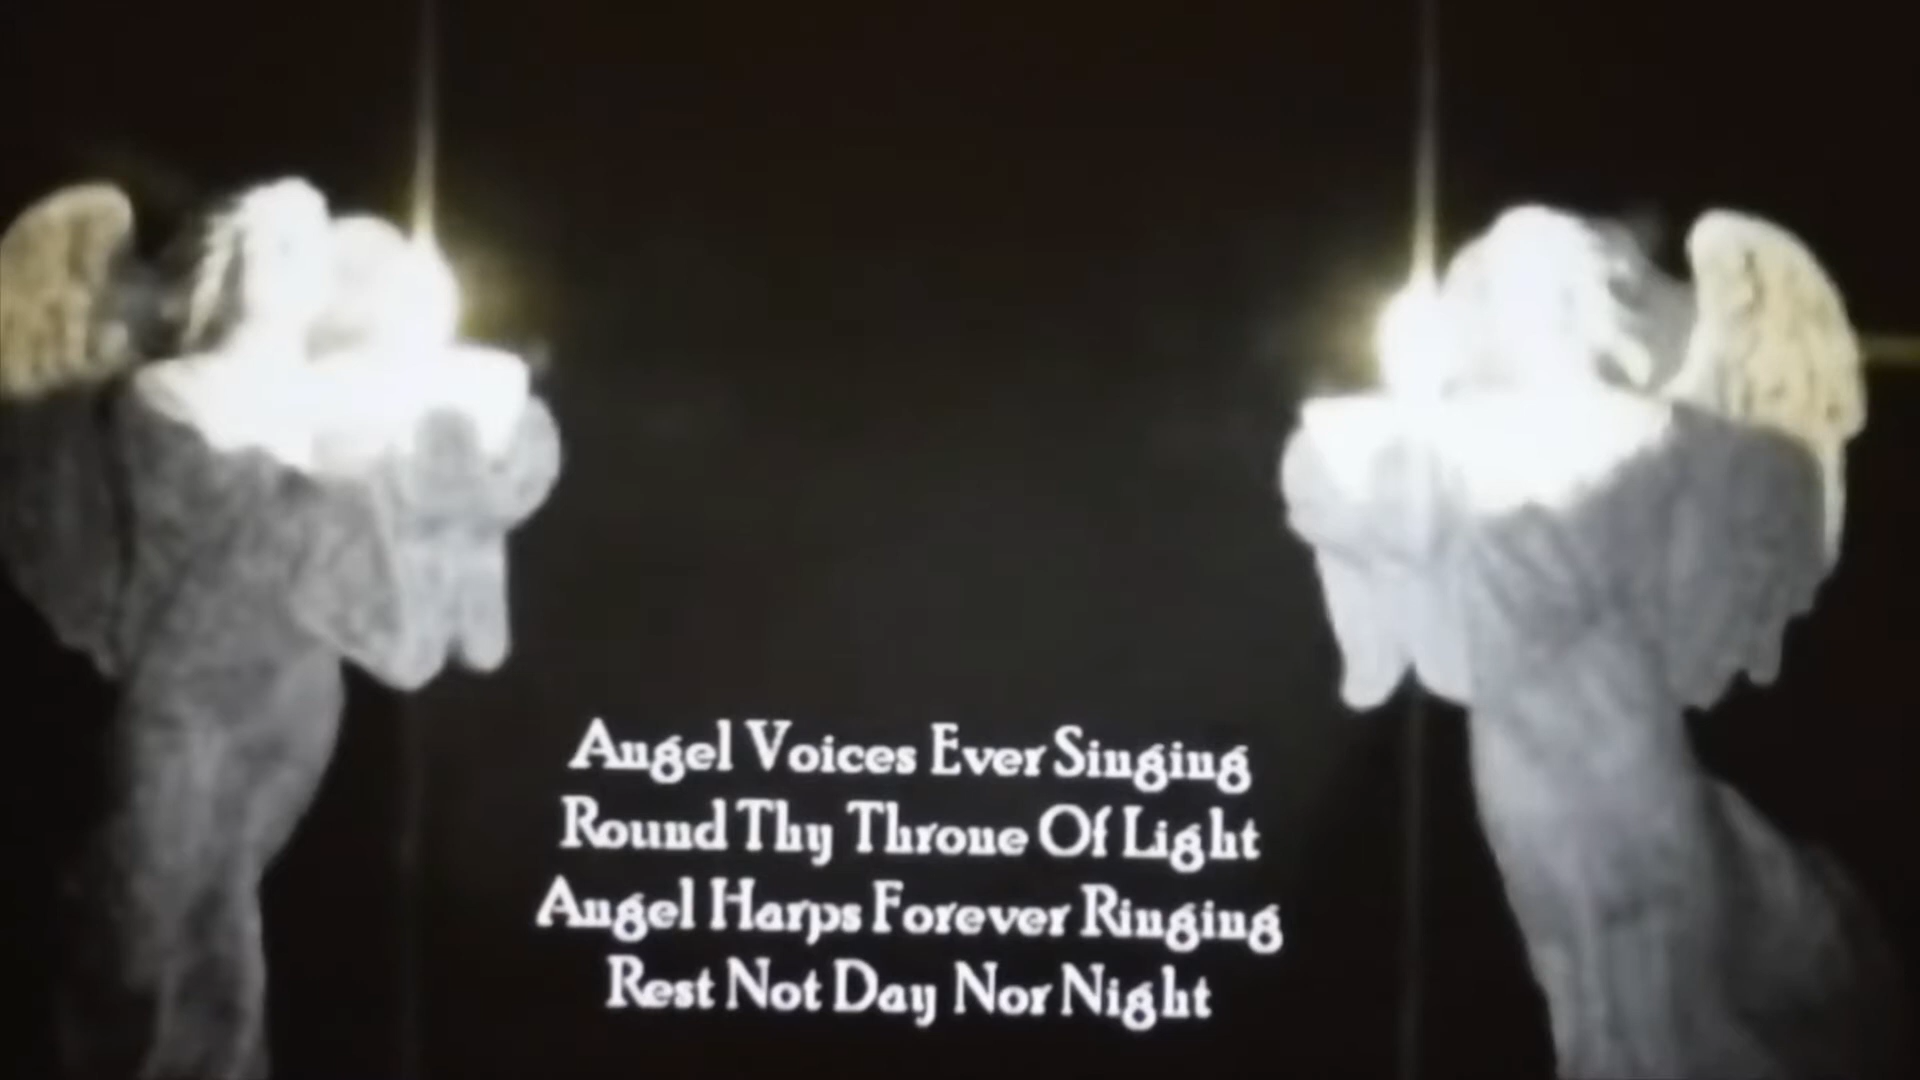 Angel Voices Ever Singing
Round Thy Throne Of Light
Angel Harps Forever Ringing
Rest Not Day Nor Night